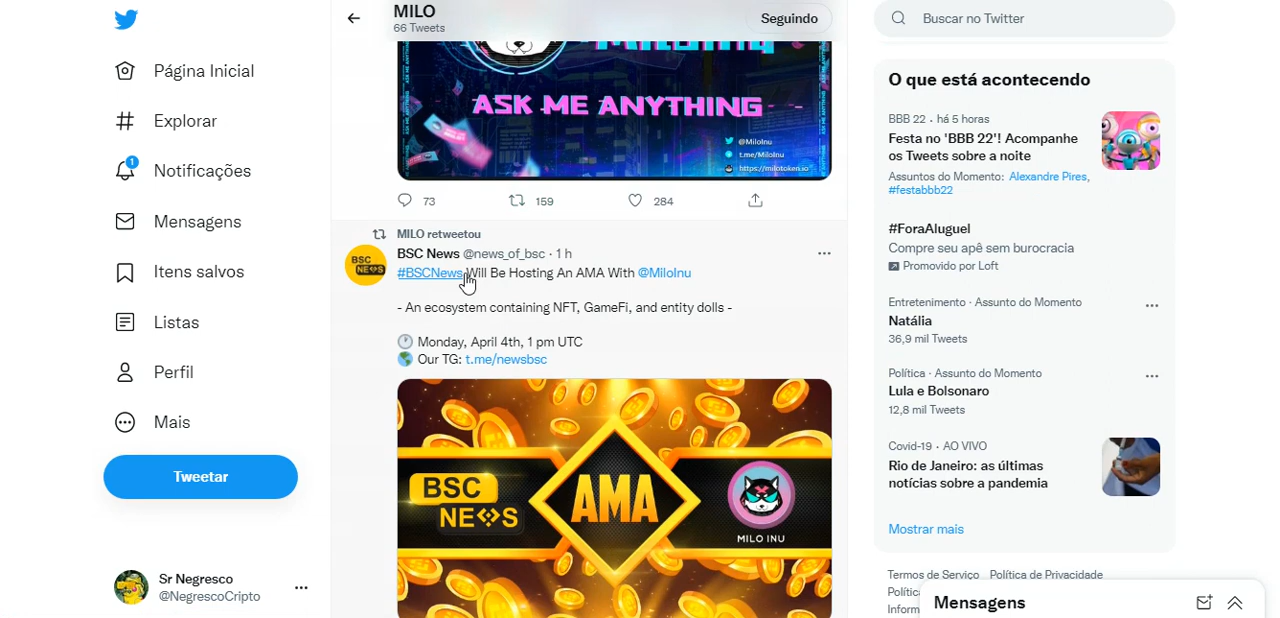 Página Inicial
Explorar
1
Notificações
Mensagens
Itens salvos
Listas
Perfil
Mais
Tweetar
Sr Negresco
@NegrescoCripto
MILO
66 Tweets
Seguindo
ASK ME ANYTHING
@MiloInu
t.me/MiloInu
https://milotoken.io
73
159
284
MILO retweetou
BSC News @news_of_bsc · 1 h
#BSCNews Will Be Hosting An AMA With @MiloInu
- An ecosystem containing NFT, GameFi, and entity dolls -
Monday, April 4th, 1 pm UTC
Our TG: t.me/newsbsc
BSC
NEWS
AMA
BSC
NEWS
MILO INU
Buscar no Twitter
O que está acontecendo
BBB 22 · há 5 horas
Festa no 'BBB 22'! Acompanhe
os Tweets sobre a noite
Assuntos do Momento: Alexandre Pires,
#festabbb22
#ForaAluguel
Compre seu apê sem burocracia
Promovido por Loft
Entretenimento · Assunto do Momento
Natália
36,9 mil Tweets
Política · Assunto do Momento
Lula e Bolsonaro
12,8 mil Tweets
Covid-19 · AO VIVO
Rio de Janeiro: as últimas
notícias sobre a pandemia
Mostrar mais
Termos de Serviço Política de Privacidade
Mensagens